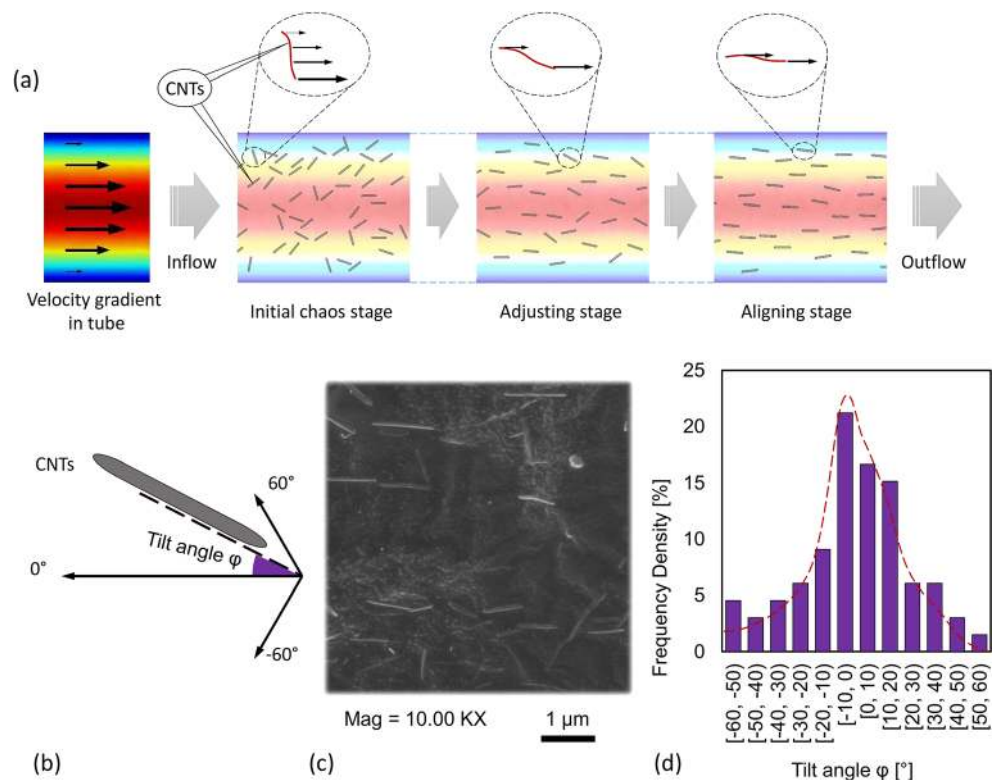 (a)
CNTs
Inflow
Outflow
Velocity gradient
in tube
Initial chaos stage
Adjusting stage
Aligning stage
CNTs
60°
Tilt angle φ
0°
-60°
(b)
Mag = 10.00 KX
1 μm
(c)
Frequency Density [%]
25
20
15
10
5
0
[-60, -50)
[-50, -40)
[-40, -30)
[-30, -20)
[-20, -10)
[-10, 0)
[0, 10)
[10, 20)
[20, 30)
[30, 40)
[40, 50)
[50, 60)
Tilt angle φ [°]
(d)